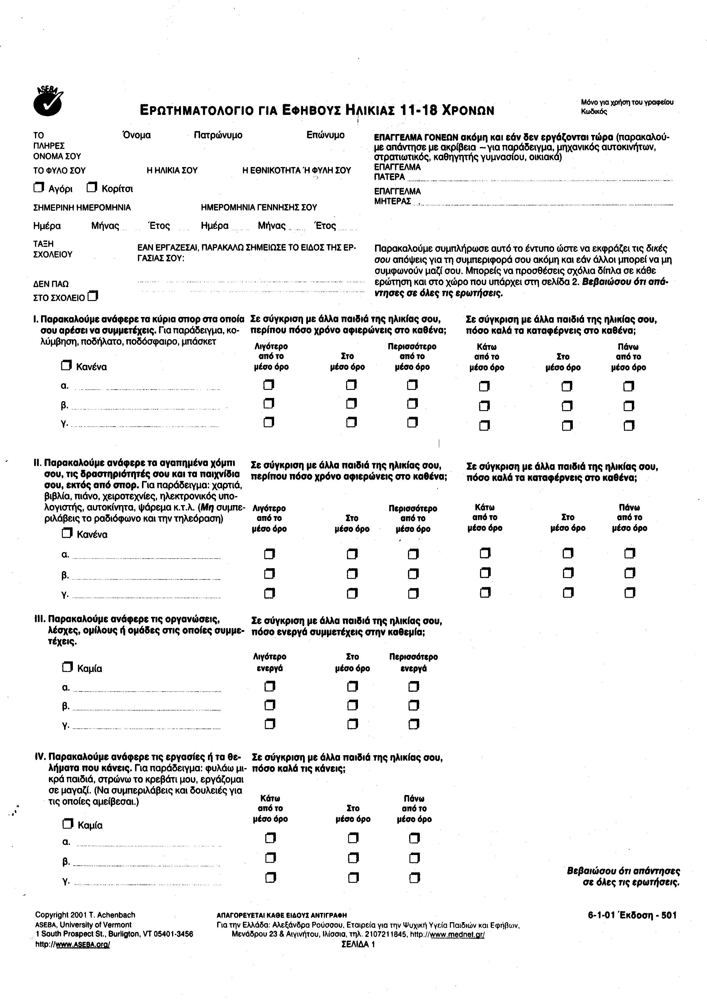 ASEBA
ΕΡΩΤΗΜΑΤΟΛΟΓΙΟ ΓΙΑ ΕΦΗΒΟΥΣ ΗΛΙΚΙΑΣ 11-18 ΧΡΟΝΩΝ
Μόνο για χρήση του γραφείου
Κωδικός
ΤΟ
ΠΛΗΡΕΣ
ΟΝΟΜΑ ΣΟΥ
Όνομα Πατρώνυμο Επώνυμο
ΤΟ ΦΥΛΟ ΣΟΥ Η ΗΛΙΚΙΑ ΣΟΥ Η ΕΘΝΙΚΟΤΗΤΑ Ή ΦΥΛΗ ΣΟΥ
Αγόρι Κορίτσι
ΣΗΜΕΡΙΝΗ ΗΜΕΡΟΜΗΝΙΑ ΗΜΕΡΟΜΗΝΙΑ ΓΕΝΝΗΣΗΣ ΣΟΥ
Ημέρα Μήνας Έτος Ημέρα Μήνας Έτος
ΤΑΞΗ
ΣΧΟΛΕΙΟΥ
ΕΑΝ ΕΡΓΑΖΕΣΑΙ, ΠΑΡΑΚΑΛΩ ΣΗΜΕΙΩΣΕ ΤΟ ΕΙΔΟΣ ΤΗΣ ΕΡ-
ΓΑΣΙΑΣ ΣΟΥ:
ΔΕΝ ΠΑΩ
ΣΤΟ ΣΧΟΛΕΙΟ
ΕΠΑΓΓΕΛΜΑ ΓΟΝΕΩΝ ακόμη και εάν δεν εργάζονται τώρα (παρακαλού-
με απάντησε με ακρίβεια – για παράδειγμα, μηχανικός αυτοκινήτων,
στρατιωτικός, καθηγητής γυμνασίου, οικιακά)
ΕΠΑΓΓΕΛΜΑ
ΠΑΤΕΡΑ
ΕΠΑΓΓΕΛΜΑ
ΜΗΤΕΡΑΣ
Παρακαλούμε συμπλήρωσε αυτό το έντυπο ώστε να εκφράζει τις δικές
σου απόψεις για τη συμπεριφορά σου ακόμη και εάν άλλοι μπορεί να μη
συμφωνούν μαζί σου. Μπορείς να προσθέσεις σχόλια δίπλα σε κάθε
ερώτηση και στο χώρο που υπάρχει στη σελίδα 2. Βεβαιώσου ότι απά-
ντησες σε όλες τις ερωτήσεις.
I. Παρακαλούμε ανάφερε τα κύρια σπορ στα οποία
σου αρέσει να συμμετέχεις. Για παράδειγμα, κο-
λύμβηση, ποδήλατο, ποδόσφαιρο, μπάσκετ
Κανένα
α.
β.
γ.
Σε σύγκριση με άλλα παιδιά της ηλικίας σου,
περίπου πόσο χρόνο αφιερώνεις στο καθένα;
Λιγότερο Περισσότερο
από το Στο από το
μέσο όρο μέσο όρο μέσο όρο
Σε σύγκριση με άλλα παιδιά της ηλικίας σου,
πόσο καλά τα καταφέρνεις στο καθένα;
Κάτω Πάνω
από το Στο από το
μέσο όρο μέσο όρο μέσο όρο
II. Παρακαλούμε ανάφερε τα αγαπημένα χόμπι
σου, τις δραστηριότητές σου και τα παιχνίδια
σου, εκτός από σπορ. Για παράδειγμα: χαρτιά,
βιβλία, πιάνο, χειροτεχνίες, ηλεκτρονικός υπο-
λογιστής, αυτοκίνητα, ψάρεμα κ.τ.λ. (Μη συμπε-
ριλάβεις το ραδιόφωνο και την τηλεόραση)
Κανένα
α.
β.
γ.
Σε σύγκριση με άλλα παιδιά της ηλικίας σου,
περίπου πόσο χρόνο αφιερώνεις στο καθένα;
Λιγότερο Περισσότερο
από το Στο από το
μέσο όρο μέσο όρο μέσο όρο
Σε σύγκριση με άλλα παιδιά της ηλικίας σου,
πόσο καλά τα καταφέρνεις στο καθένα;
Κάτω Πάνω
από το Στο από το
μέσο όρο μέσο όρο μέσο όρο
III. Παρακαλούμε ανάφερε τις οργανώσεις,
λέσχες, ομίλους ή ομάδες στις οποίες συμμε-
τέχεις.
Καμία
α.
β.
γ.
Σε σύγκριση με άλλα παιδιά της ηλικίας σου,
πόσο ενεργά συμμετέχεις στην καθεμία;
Λιγότερο Στο Περισσότερο
ενεργά μέσο όρο ενεργά
IV. Παρακαλούμε ανάφερε τις εργασίες ή τα θε-
λήματα που κάνεις. Για παράδειγμα: φυλάω μι-
κρά παιδιά, στρώνω το κρεβάτι μου, εργάζομαι
σε μαγαζί. (Να συμπεριλάβεις και δουλειές για
τις οποίες αμείβεσαι.)
Καμία
α.
β.
γ.
Σε σύγκριση με άλλα παιδιά της ηλικίας σου,
πόσο καλά τις κάνεις;
Κάτω Πάνω
από το Στο από το
μέσο όρο μέσο όρο μέσο όρο
Βεβαιώσου ότι απάντησες
σε όλες τις ερωτήσεις.
Copyright 2001 T. Achenbach
ASEBA, University of Vermont
1 South Prospect St., Burligton, VT 05401-3456
http://www.ASEBA.org/
ΑΠΑΓΟΡΕΥΕΤΑΙ ΚΑΘΕ ΕΙΔΟΥΣ ΑΝΤΙΓΡΑΦΗ
Για την Ελλάδα: Αλεξάνδρα Ρούσσου, Εταιρεία για την Ψυχική Υγεία Παιδιών και Εφήβων,
Μενάδρου 23 & Αιγινήτου, Ιλίσσια, τηλ. 2107211845, http://www.mednet.gr/
ΣΕΛΙΔΑ 1
6-1-01 Έκδοση - 501